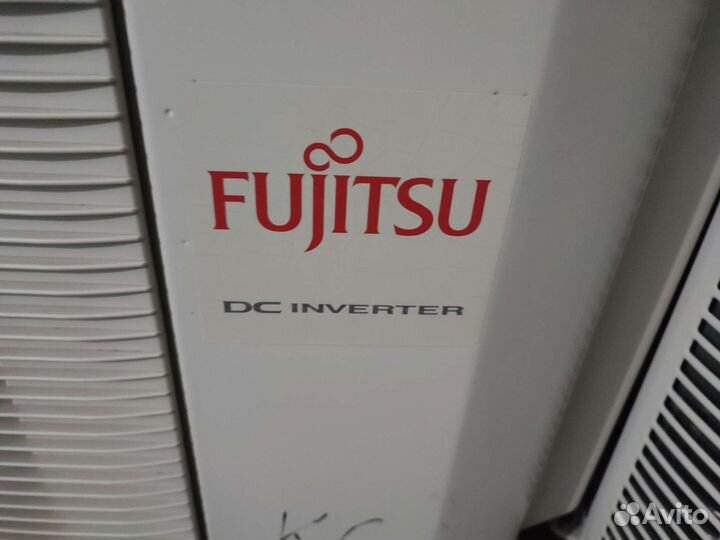 FUJITSU
DC INVERTER
Avito